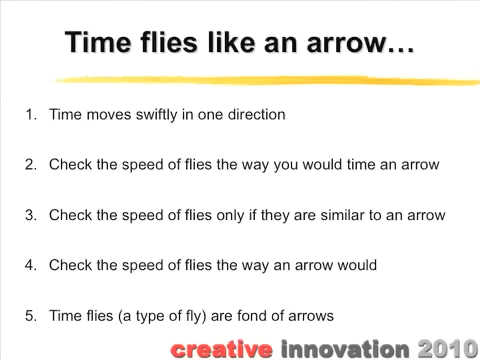 Time flies like an arrow…
1. Time moves swiftly in one direction
2. Check the speed of flies the way you would time an arrow
3. Check the speed of flies only if they are similar to an arrow
4. Check the speed of flies the way an arrow would
5. Time flies (a type of fly) are fond of arrows
creative innovation 2010